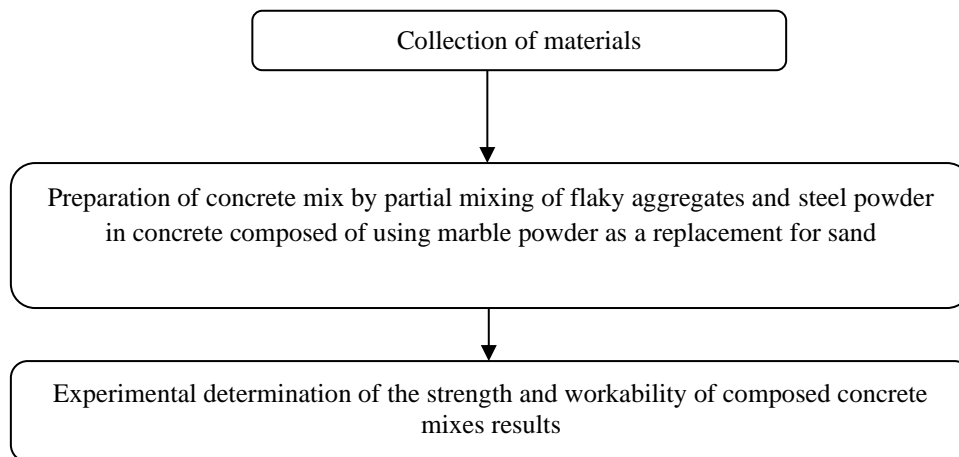 Collection of materials
Preparation of concrete mix by partial mixing of flaky aggregates and steel powder
in concrete composed of using marble powder as a replacement for sand
Experimental determination of the strength and workability of composed concrete
mixes results